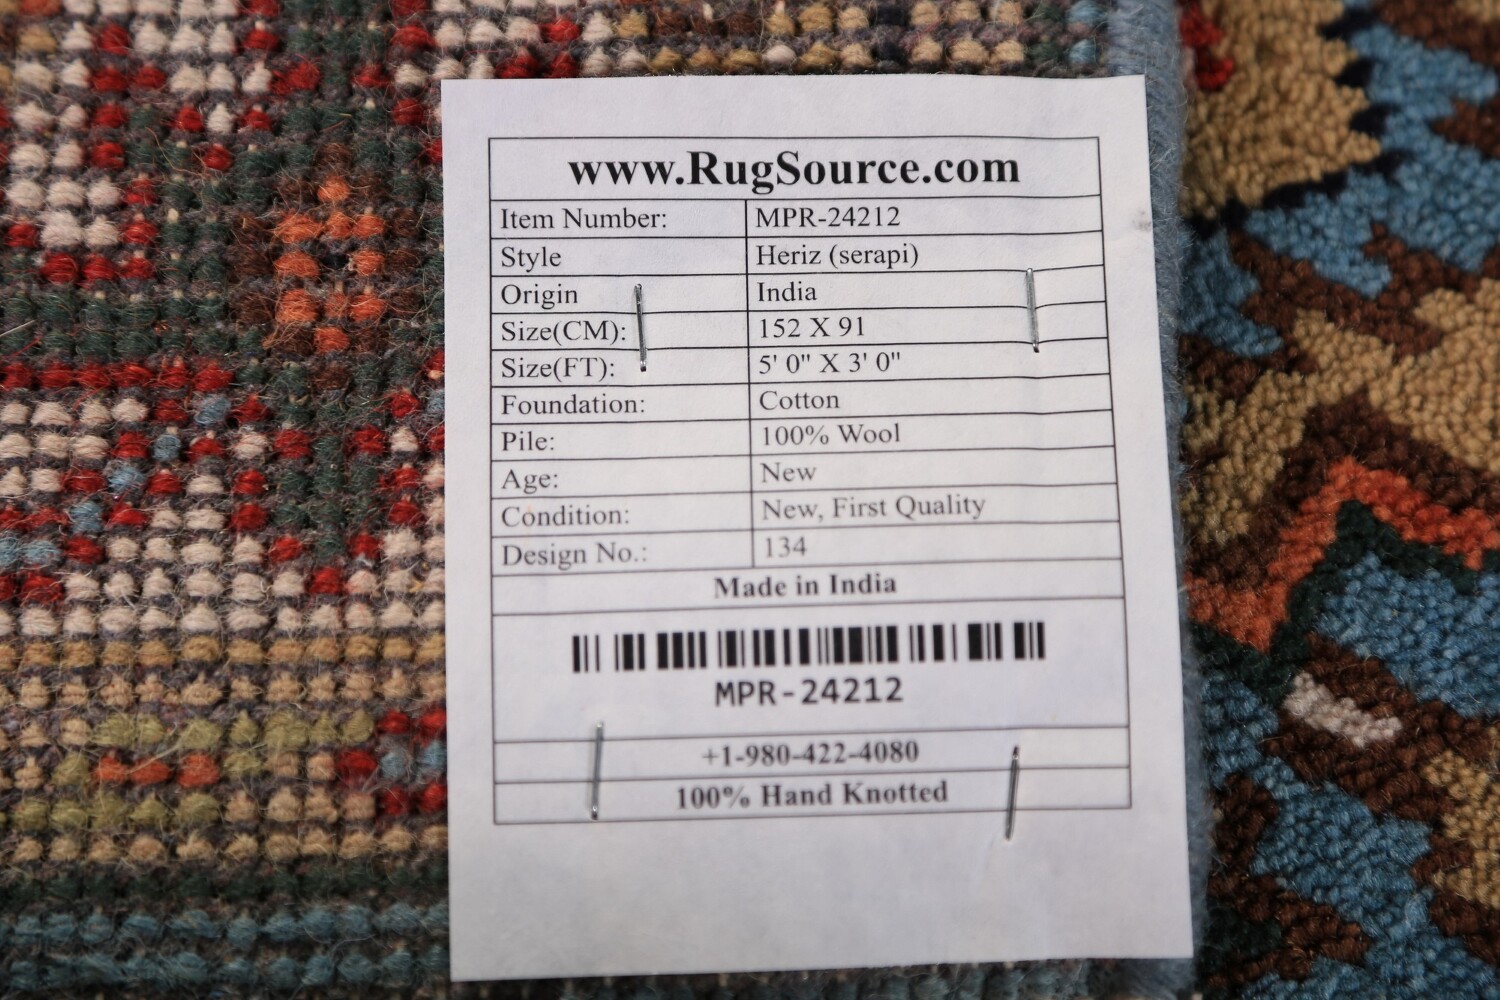 www.RugSource.com
Item Number: MPR-24212
Style Heriz (serapi)
Origin India
Size(CM): 152 X 91
Size(FT): 5' 0" X 3' 0"
Foundation: Cotton
Pile: 100% Wool
Age: New
Condition: New, First Quality
Design No.: 134
Made in India
MPR-24212
+1-980-422-4080
100% Hand Knotted